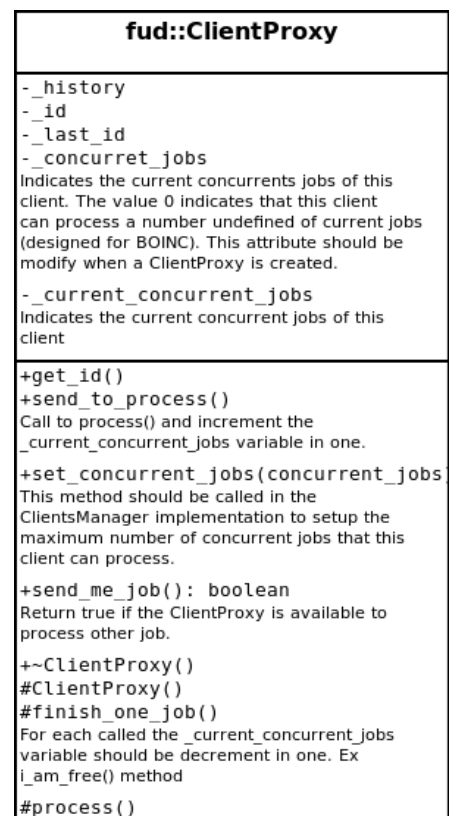 fud::ClientProxy
-_history
-_id
-_last_id
-_concurret_jobs
Indicates the current concurrents jobs of this
client. The value 0 indicates that this client
can process a number undefined of current jobs
(designed for BOINC). This attribute should be
modify when a ClientProxy is created.
-_current_concurrent_jobs
Indicates the current concurrent jobs of this
client
+get_id()
+send_to_process()
Call to process() and increment the
_current_concurrent_jobs variable in one.
+set_concurrent_jobs(concurrent_jobs)
This method should be called in the
ClientsManager implementation to setup the
maximum number of concurrent jobs that this
client can process.
+send_me_job(): boolean
Return true if the ClientProxy is available to
process other job.
+~ClientProxy()
#ClientProxy()
#finish_one_job()
For each called the _current_concurrent_jobs
variable should be decrement in one. Ex
i_am_free() method
#process()